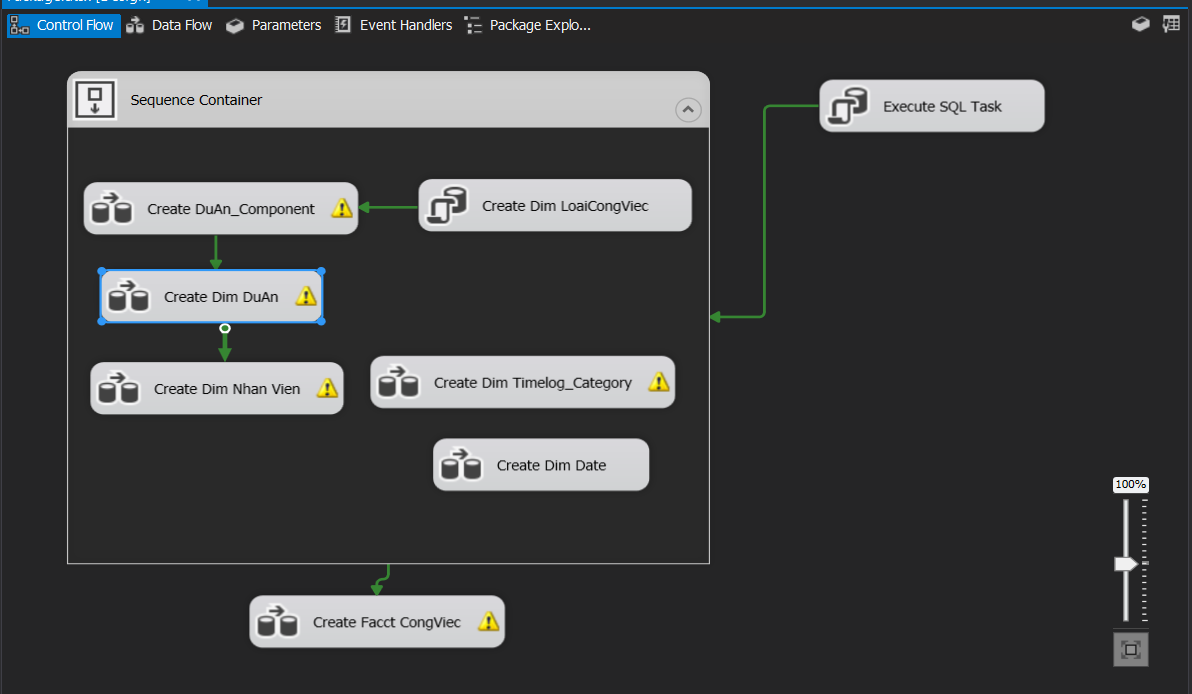 Control Flow
Data Flow
Parameters
Event Handlers
Package Explo...
Sequence Container
Execute SQL Task
Create DuAn_Component
Create Dim LoaiCongViec
Create Dim DuAn
Create Dim Nhan Vien
Create Dim Timelog_Category
Create Dim Date
100%
Create Facct CongViec